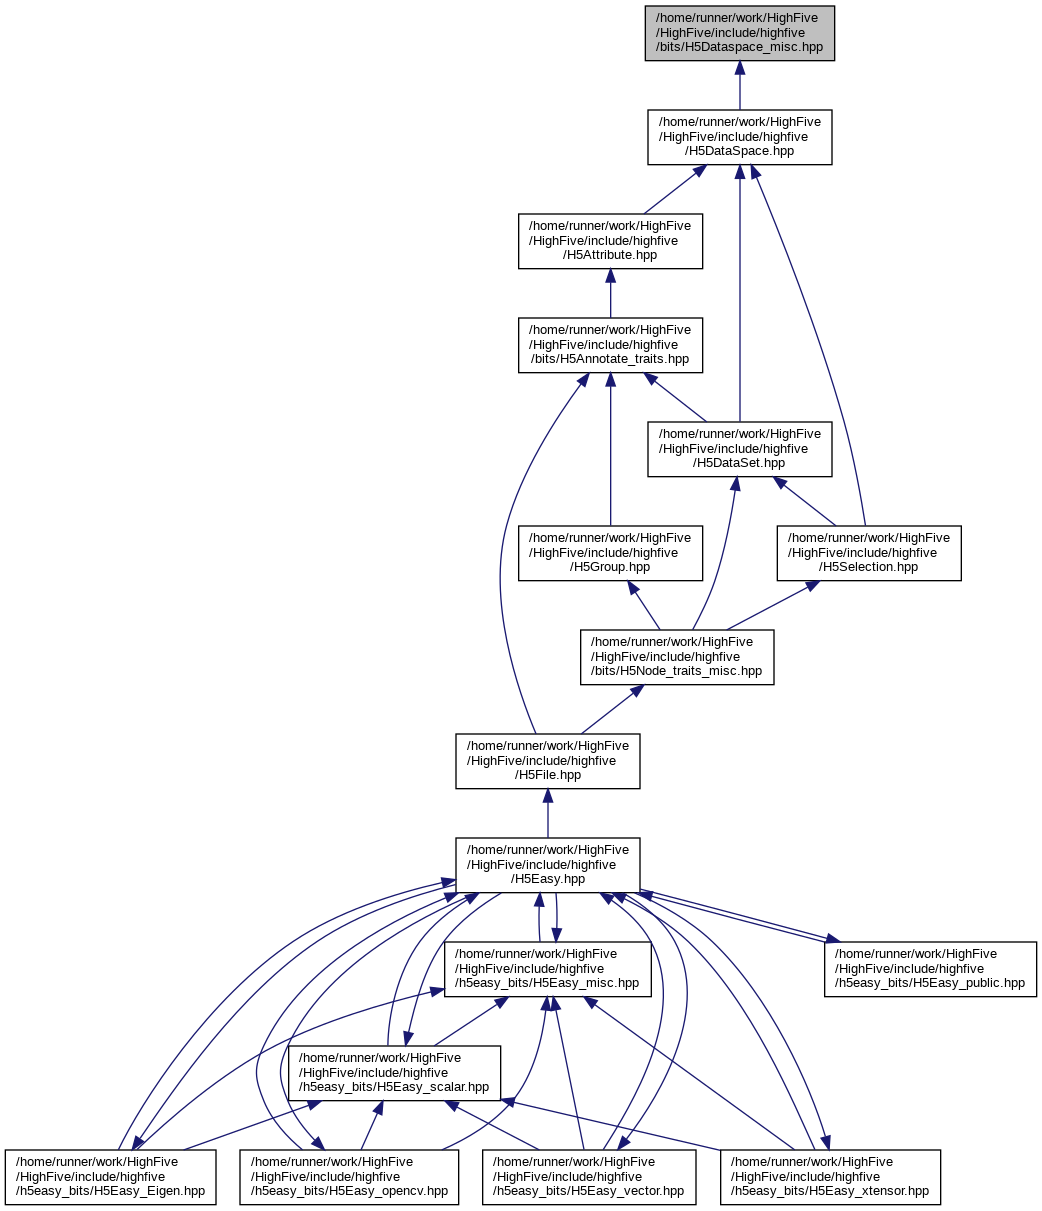 /home/runner/work/HighFive
/HighFive/include/highfive
/bits/H5Dataspace_misc.hpp
/home/runner/work/HighFive
/HighFive/include/highfive
/H5DataSpace.hpp
/home/runner/work/HighFive
/HighFive/include/highfive
/H5Attribute.hpp
/home/runner/work/HighFive
/HighFive/include/highfive
/bits/H5Annotate_traits.hpp
/home/runner/work/HighFive
/HighFive/include/highfive
/H5DataSet.hpp
/home/runner/work/HighFive
/HighFive/include/highfive
/H5Group.hpp
/home/runner/work/HighFive
/HighFive/include/highfive
/H5Selection.hpp
/home/runner/work/HighFive
/HighFive/include/highfive
/bits/H5Node_traits_misc.hpp
/home/runner/work/HighFive
/HighFive/include/highfive
/H5File.hpp
/home/runner/work/HighFive
/HighFive/include/highfive
/H5Easy.hpp
/home/runner/work/HighFive
/HighFive/include/highfive
/h5easy_bits/H5Easy_misc.hpp
/home/runner/work/HighFive
/HighFive/include/highfive
/h5easy_bits/H5Easy_public.hpp
/home/runner/work/HighFive
/HighFive/include/highfive
/h5easy_bits/H5Easy_scalar.hpp
/home/runner/work/HighFive
/HighFive/include/highfive
/h5easy_bits/H5Easy_Eigen.hpp
/home/runner/work/HighFive
/HighFive/include/highfive
/h5easy_bits/H5Easy_opencv.hpp
/home/runner/work/HighFive
/HighFive/include/highfive
/h5easy_bits/H5Easy_vector.hpp
/home/runner/work/HighFive
/HighFive/include/highfive
/h5easy_bits/H5Easy_xtensor.hpp